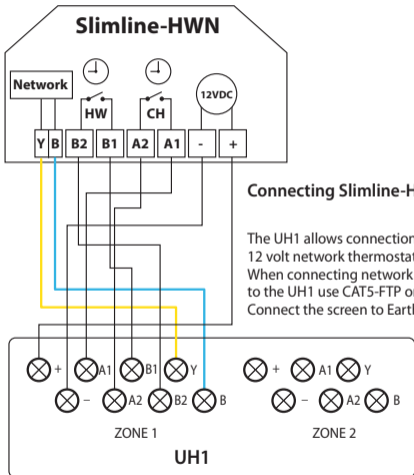 Slimline-HWN
Network
12VDC
HW
CH
Y B B2 B1 A2 A1 - +
Connecting Slimline-H
The UH1 allows connection
12 volt network thermostat
When connecting network
to the UH1 use CAT5-FTP or
Connect the screen to Earth
+ A1 B1 Y
– A2 B2 B
ZONE 1
+ A1 Y
– A2 B
ZONE 2
UH1